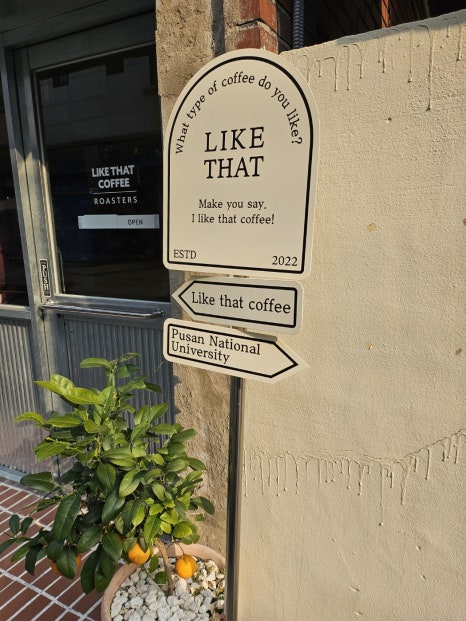 What type of coffee do you like?
LIKE
THAT
Make you say,
I like that coffee!
ESTD 2022
Like that coffee
Pusan National
University
LIKE THAT
COFFEE
ROASTERS
OPEN
PUSH